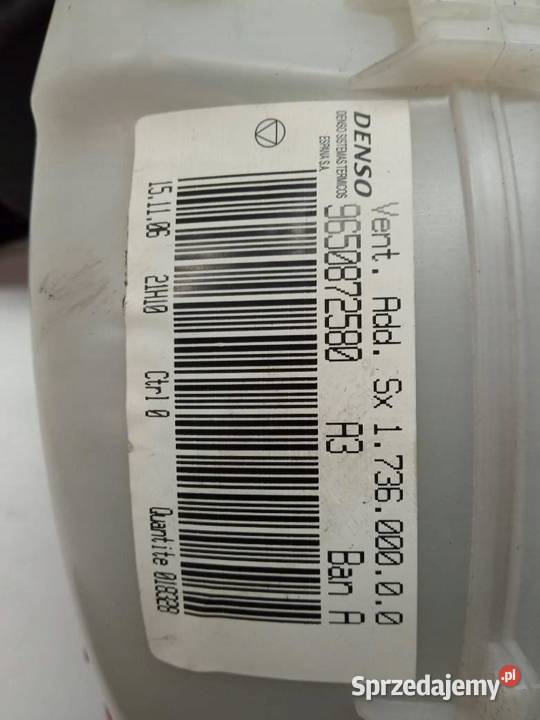 DENSO
DENSO SISTEMAS TERMICOS
ESPAÑA S.A.
Vent. Add. Sx 1.736.000.0.0
9650872580 A3 Ban A
15.11.06 21H10 Ctrl 0 Quantite 0183228
Sprzedajemy.pl